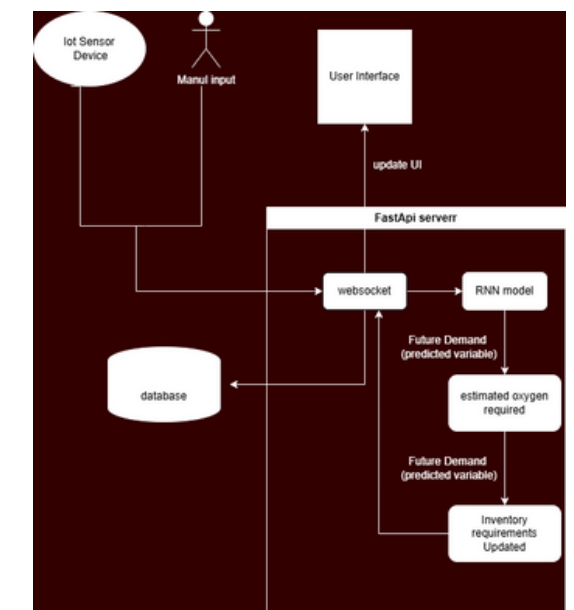 Iot Sensor
Device
Manul input
User Interface
update UI
FastApi serverr
websocket
RNN model
Future Demand
(predicted variable)
database
estimated oxygen
required
Future Demand
(predicted variable)
Inventory
requirements
Updated